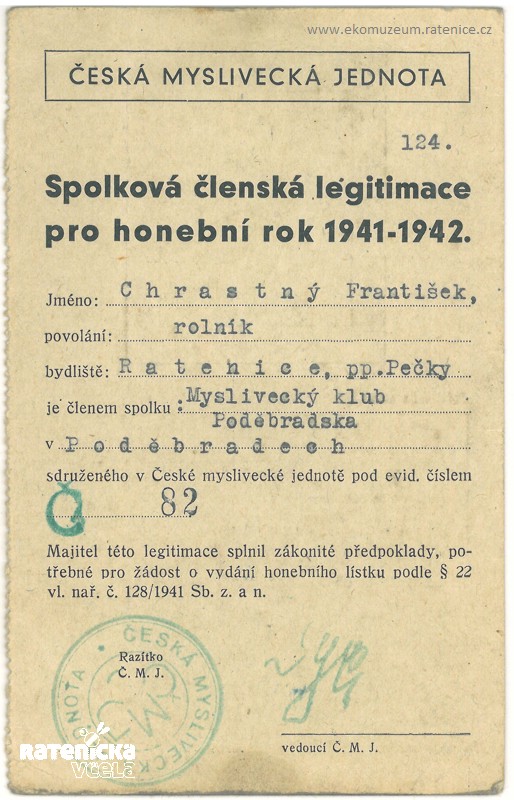 www.ekomuzeum.ratenice.cz
ČESKÁ MYSLIVECKÁ JEDNOTA
124.
Spolková členská legitimace
pro honební rok 1941-1942.
Jméno: Chrastný František,
povolání: rolník
bydliště: Ratenice, pp.Pečky
je členem spolku : Myslivecký klub
Poděbradska
v Poděbradech
sdruženého v České myslivecké jednotě pod evid. číslem
Č 82
Majitel této legitimace splnil zákonité předpoklady, po-
třebné pro žádost o vydání honebního lístku podle § 22
vl. nař. č. 128/1941 Sb. z. a n.
ČESKÁ MYSLIVECKÁ JEDNOTA
Razítko
Č. M. J.
ČMJ
vedoucí Č. M. J.
RATENICKA
včela